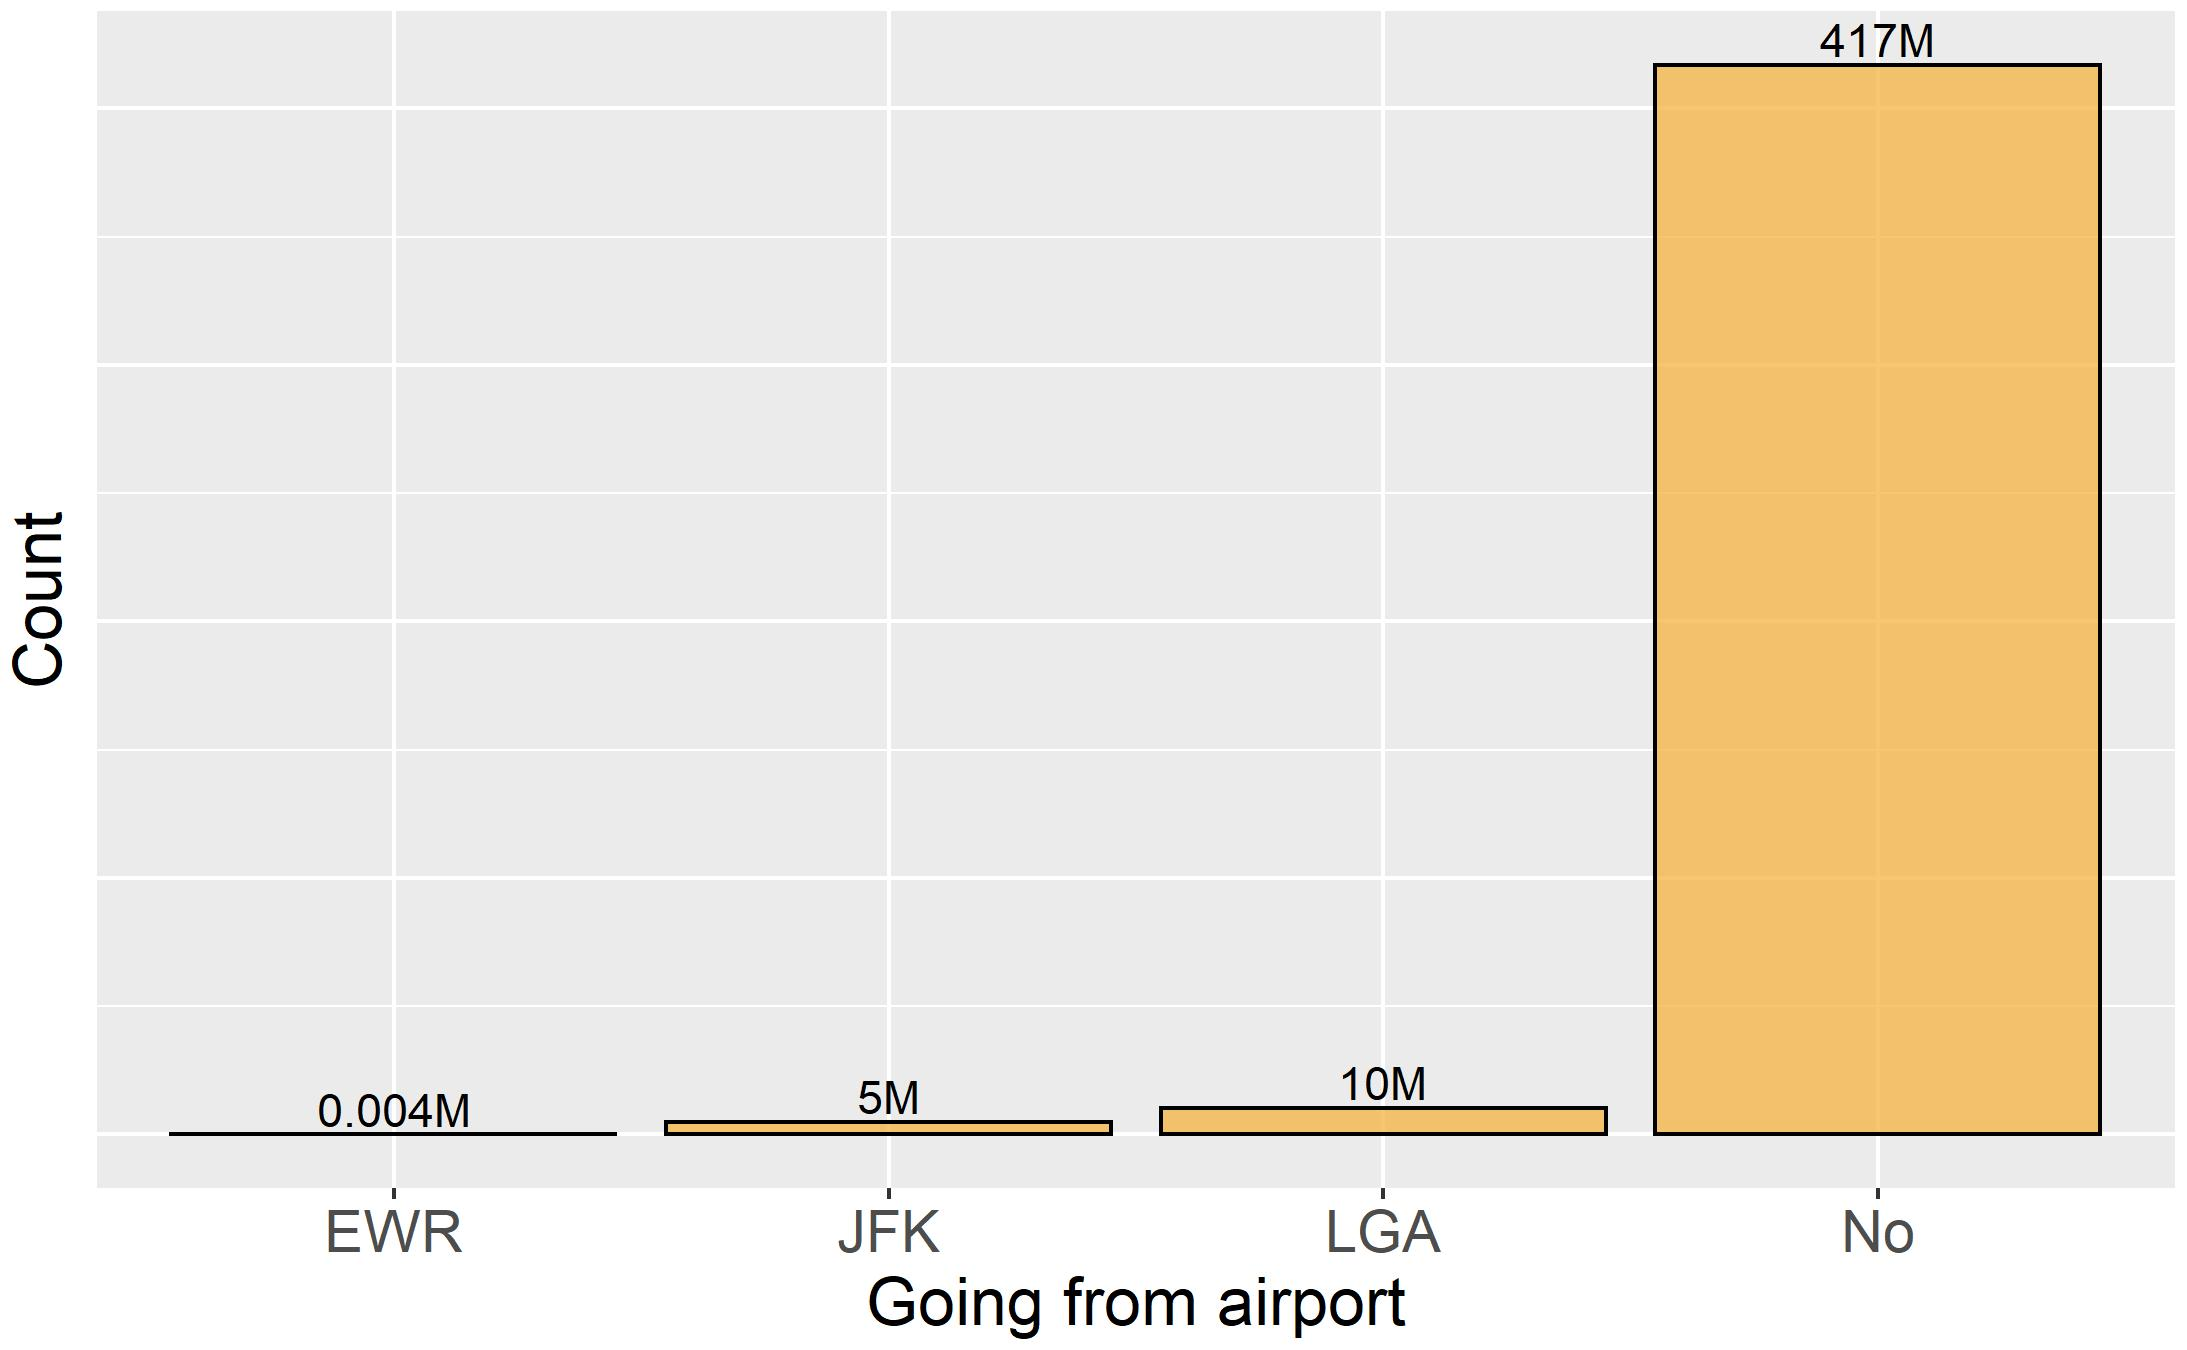 417M
Count
0.004M
5M
10M
EWR
JFK
LGA
No
Going from airport